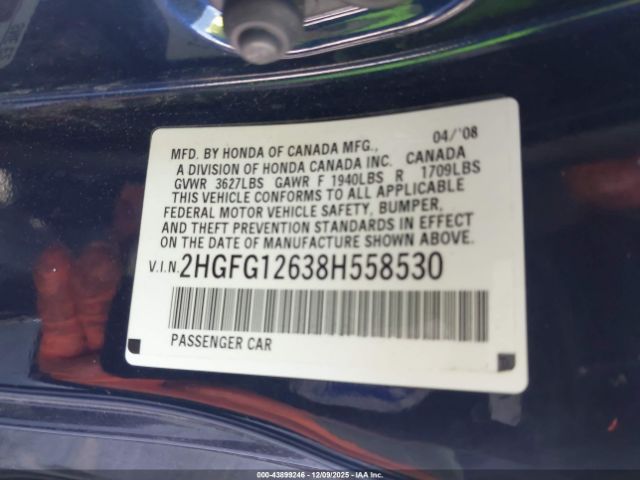 MFD. BY HONDA OF CANADA MFG., 04/'08
A DIVISION OF HONDA CANADA INC. CANADA
GVWR 3627LBS GAWR F 1940LBS R 1709LBS
THIS VEHICLE CONFORMS TO ALL APPLICABLE
FEDERAL MOTOR VEHICLE SAFETY, BUMPER,
AND THEFT PREVENTION STANDARDS IN EFFECT
ON THE DATE OF MANUFACTURE SHOWN ABOVE.
V.I.N. 2HGFG12638H558530
PASSENGER CAR
000-43899246 - 12/09/2025 - IAA Inc.